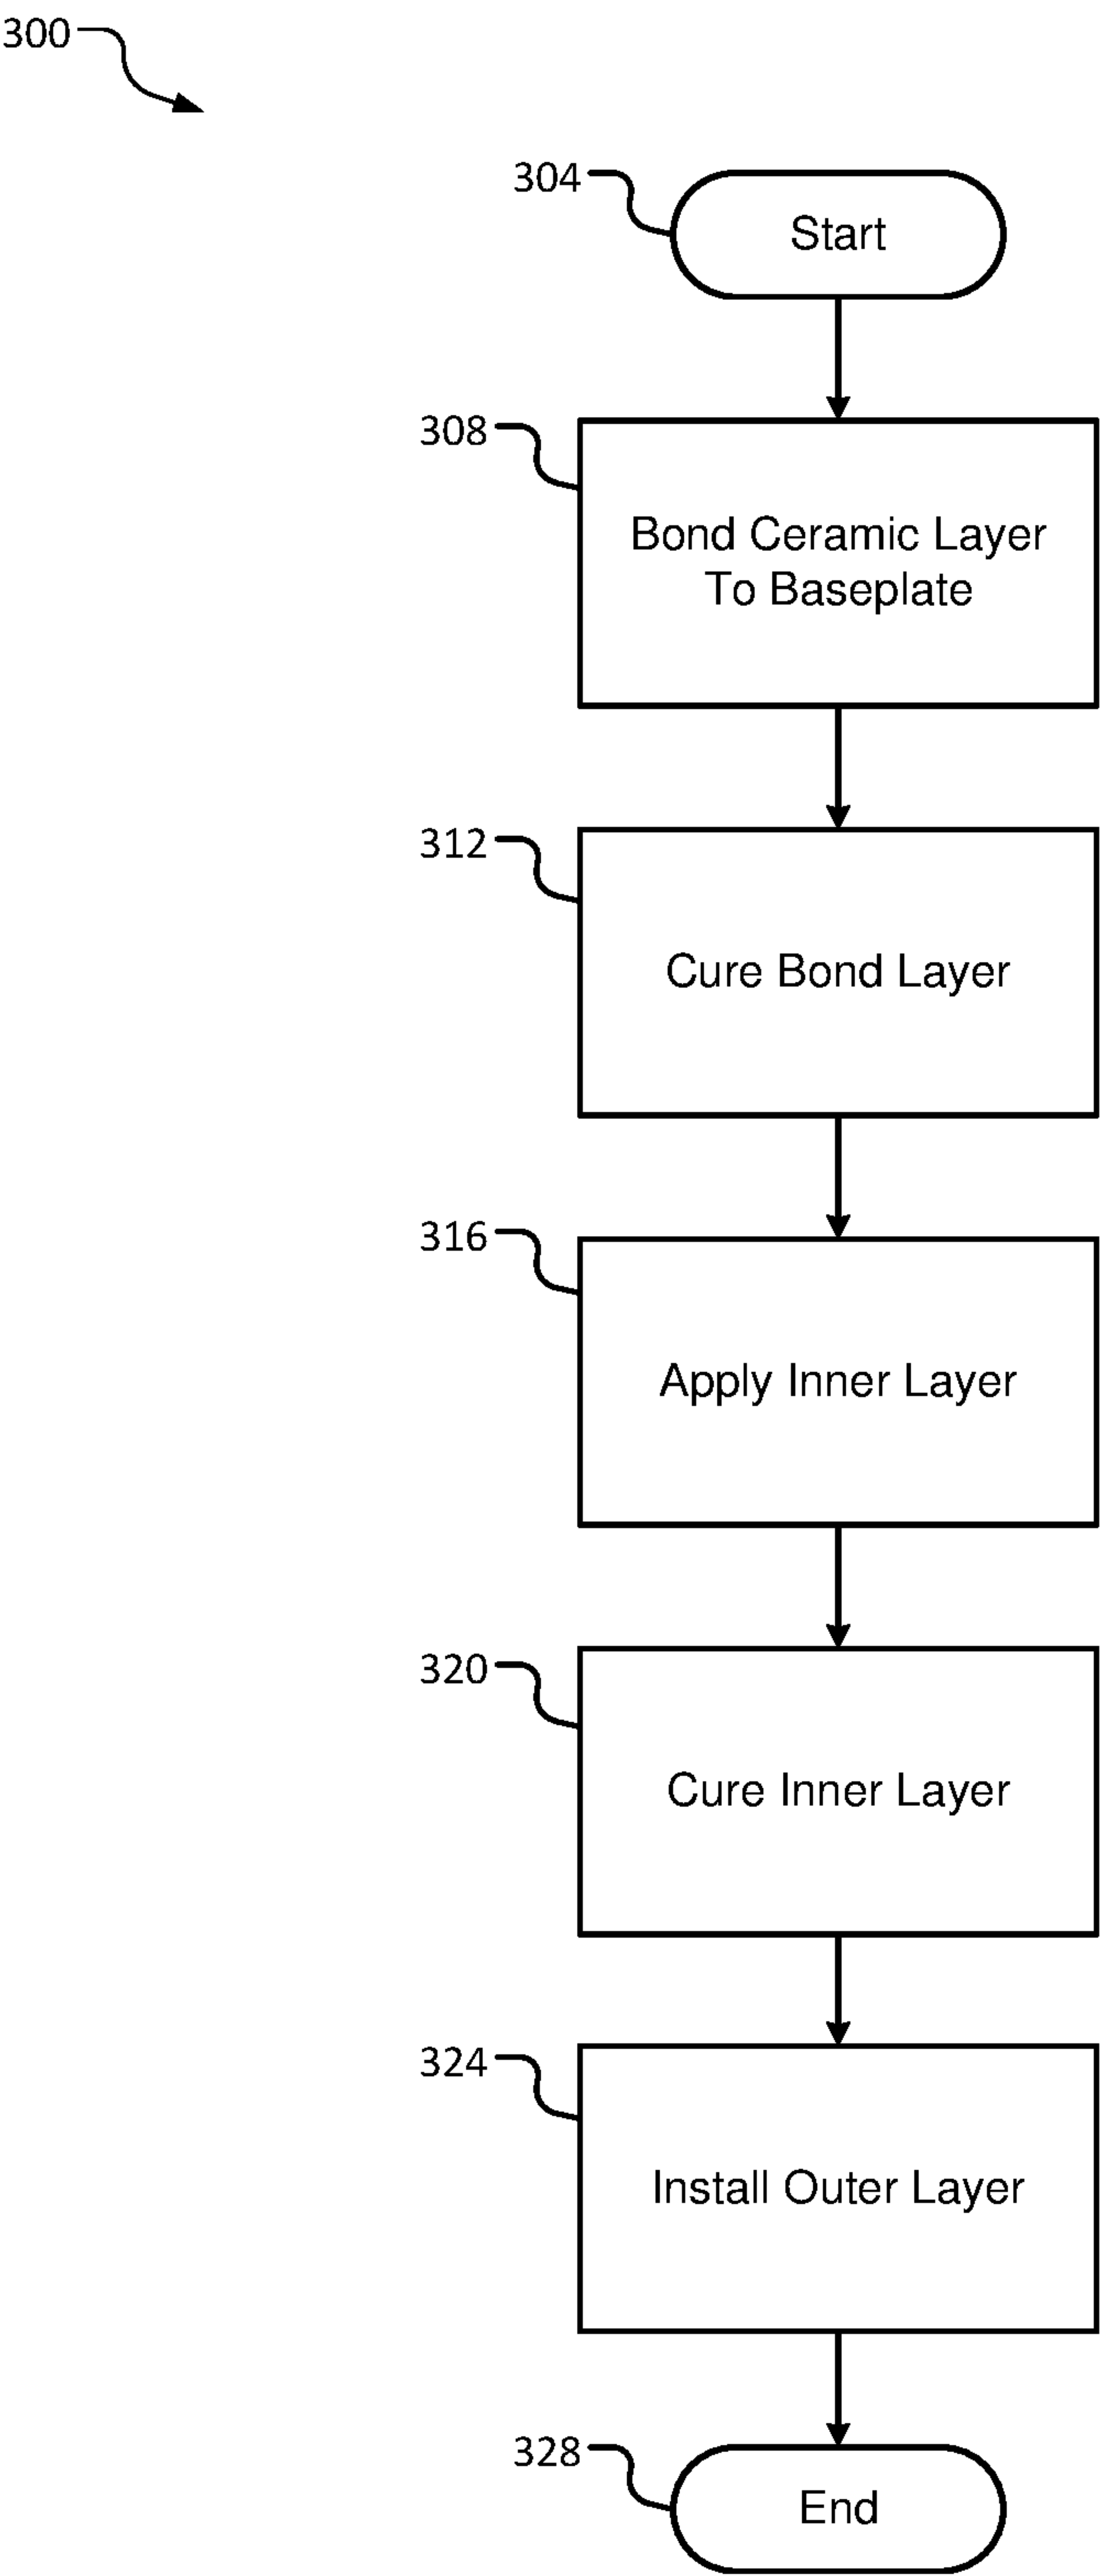 300
304
Start
308
Bond Ceramic Layer
To Baseplate
312
Cure Bond Layer
316
Apply Inner Layer
320
Cure Inner Layer
324
Install Outer Layer
328
End